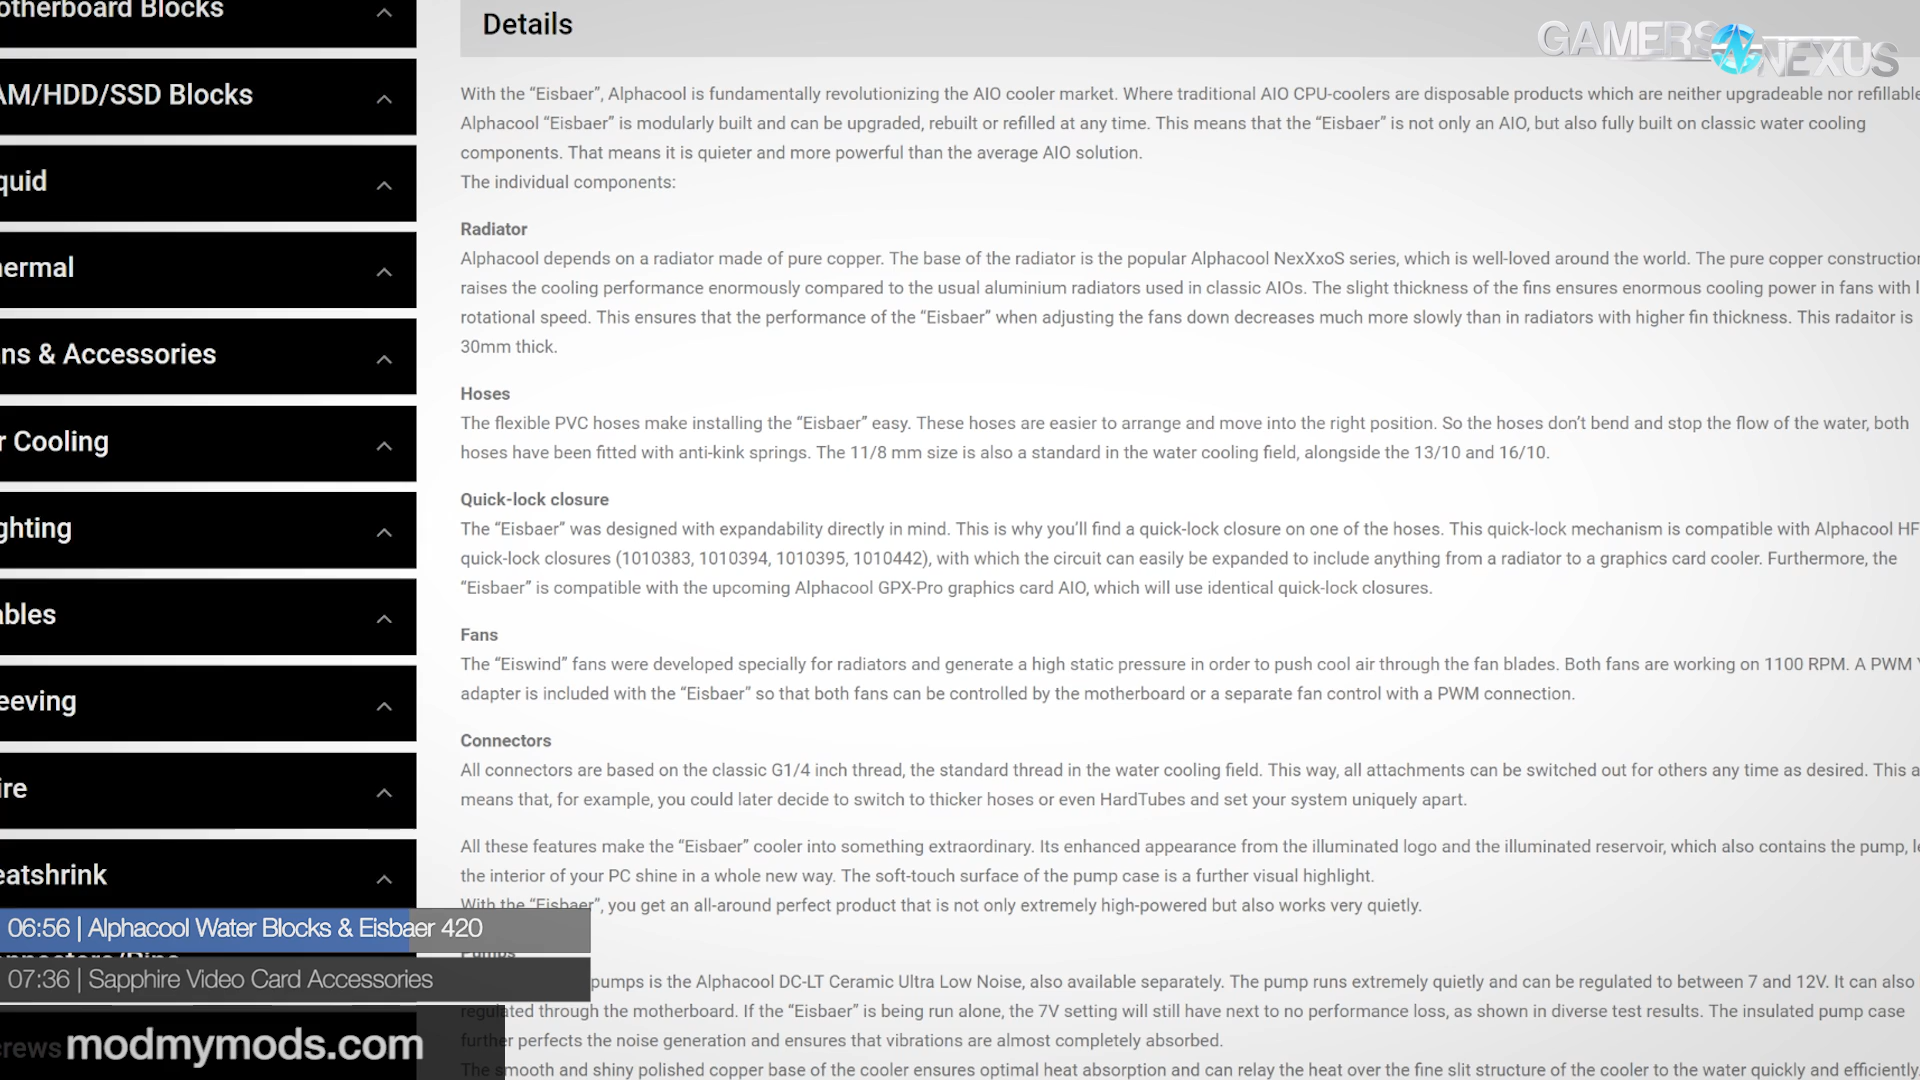 otherboard Blocks
AM/HDD/SSD Blocks
quid
ermal
ns & Accessories
r Cooling
ghting
bles
eeving
ire
eatshrink
Details
GAMERS NEXUS
With the “Eisbaer”, Alphacool is fundamentally revolutionizing the AIO cooler market. Where traditional AIO CPU-coolers are disposable products which are neither upgradeable nor refillable
Alphacool “Eisbaer” is modularly built and can be upgraded, rebuilt or refilled at any time. This means that the “Eisbaer” is not only an AIO, but also fully built on classic water cooling
components. That means it is quieter and more powerful than the average AIO solution.
The individual components:
Radiator
Alphacool depends on a radiator made of pure copper. The base of the radiator is the popular Alphacool NexXxoS series, which is well-loved around the world. The pure copper construction
raises the cooling performance enormously compared to the usual aluminium radiators used in classic AIOs. The slight thickness of the fins ensures enormous cooling power in fans with l
rotational speed. This ensures that the performance of the “Eisbaer” when adjusting the fans down decreases much more slowly than in radiators with higher fin thickness. This radaitor is
30mm thick.
Hoses
The flexible PVC hoses make installing the “Eisbaer” easy. These hoses are easier to arrange and move into the right position. So the hoses don’t bend and stop the flow of the water, both
hoses have been fitted with anti-kink springs. The 11/8 mm size is also a standard in the water cooling field, alongside the 13/10 and 16/10.
Quick-lock closure
The “Eisbaer” was designed with expandability directly in mind. This is why you’ll find a quick-lock closure on one of the hoses. This quick-lock mechanism is compatible with Alphacool HF
quick-lock closures (1010383, 1010394, 1010395, 1010442), with which the circuit can easily be expanded to include anything from a radiator to a graphics card cooler. Furthermore, the
“Eisbaer” is compatible with the upcoming Alphacool GPX-Pro graphics card AIO, which will use identical quick-lock closures.
Fans
The “Eiswind” fans were developed specially for radiators and generate a high static pressure in order to push cool air through the fan blades. Both fans are working on 1100 RPM. A PWM Y
adapter is included with the “Eisbaer” so that both fans can be controlled by the motherboard or a separate fan control with a PWM connection.
Connectors
All connectors are based on the classic G1/4 inch thread, the standard thread in the water cooling field. This way, all attachments can be switched out for others any time as desired. This a
means that, for example, you could later decide to switch to thicker hoses or even HardTubes and set your system uniquely apart.
All these features make the “Eisbaer” cooler into something extraordinary. Its enhanced appearance from the illuminated logo and the illuminated reservoir, which also contains the pump, le
the interior of your PC shine in a whole new way. The soft-touch surface of the pump case is a further visual highlight.
With the “Eisbaer”, you get an all-around perfect product that is not only extremely high-powered but also works very quietly.
pumps is the Alphacool DC-LT Ceramic Ultra Low Noise, also available separately. The pump runs extremely quietly and can be regulated to between 7 and 12V. It can also
regulated through the motherboard. If the “Eisbaer” is being run alone, the 7V setting will still have next to no performance loss, as shown in diverse test results. The insulated pump case
further perfects the noise generation and ensures that vibrations are almost completely absorbed.
The smooth and shiny polished copper base of the cooler ensures optimal heat absorption and can relay the heat over the fine slit structure of the cooler to the water quickly and efficiently.
06:56 | Alphacool Water Blocks & Eisbaer 420
07:36 | Sapphire Video Card Accessories
crews
modmymods.com